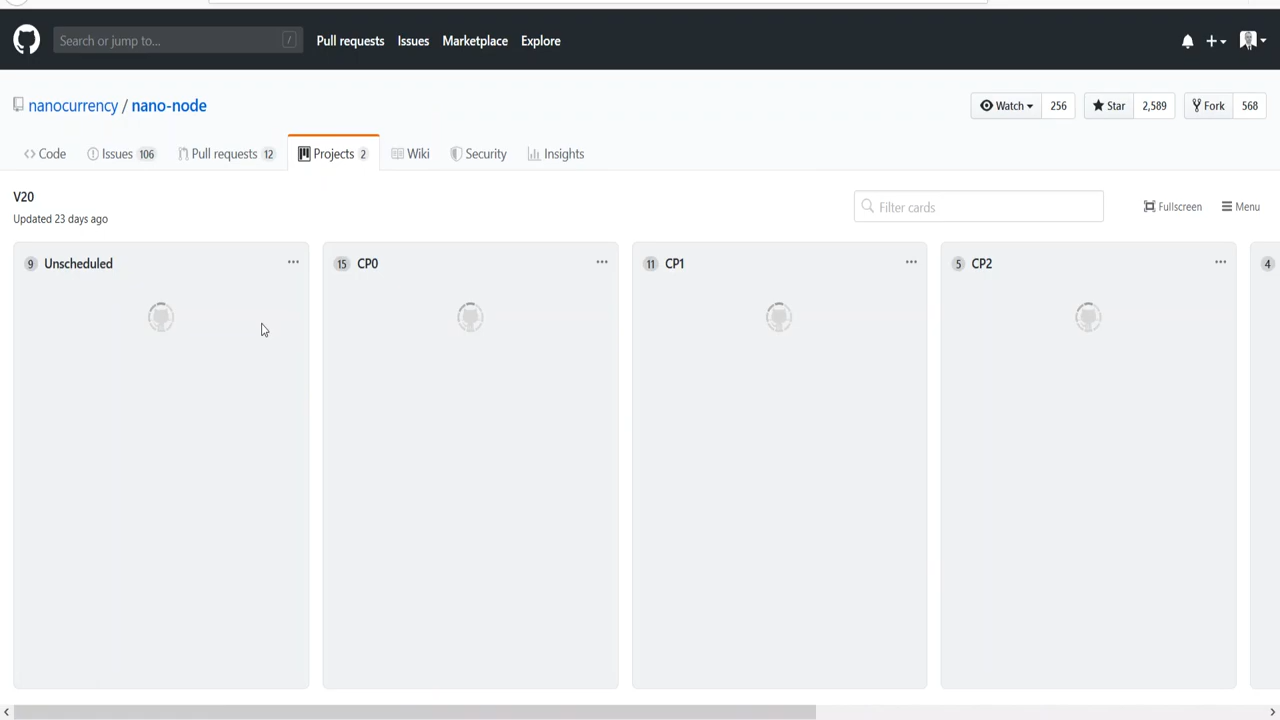 Search or jump to... / Pull requests Issues Marketplace Explore
nanocurrency / nano-node
Watch 256 Star 2,589 Fork 568
Code Issues 106 Pull requests 12 Projects 2 Wiki Security Insights
V20
Updated 23 days ago
Filter cards Fullscreen Menu
9 Unscheduled ... 15 CP0 ... 11 CP1 ... 5 CP2 ... 4